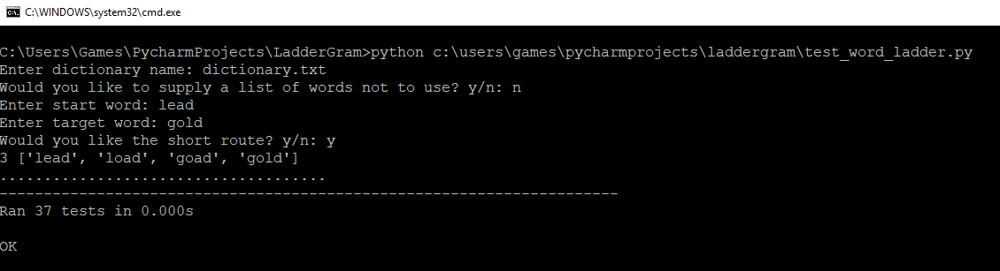 C:\WINDOWS\system32\cmd.exe
C:\Users\Games\PycharmProjects\LadderGram>python c:\users\games\pycharmprojects\laddergram\test_word_ladder.py
Enter dictionary name: dictionary.txt
Would you like to supply a list of words not to use? y/n: n
Enter start word: lead
Enter target word: gold
Would you like the short route? y/n: y
3 ['lead', 'load', 'goad', 'gold']
.....................................
----------------------------------------------------------------------
Ran 37 tests in 0.000s
OK